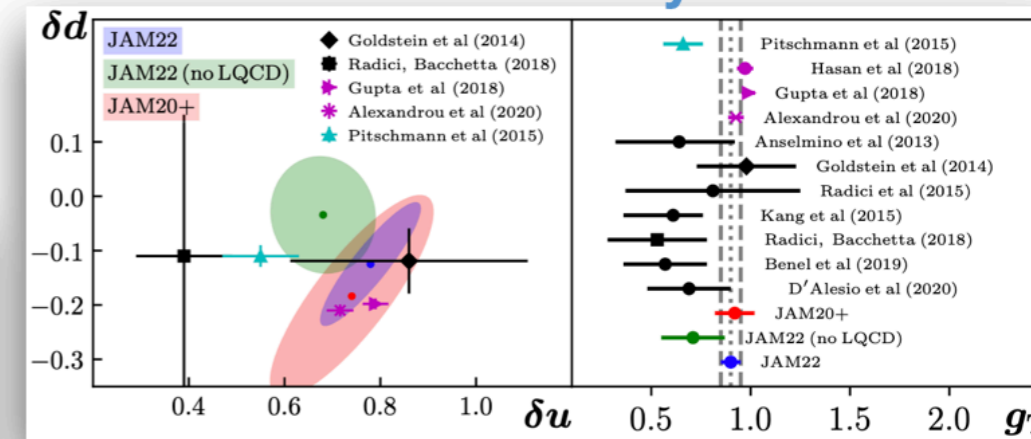 δd
JAM22
JAM22 (no LQCD)
JAM20+
Goldstein et al (2014)
Radici, Bacchetta (2018)
Gupta et al (2018)
Alexandrou et al (2020)
Pitschmann et al (2015)
0.1
0.0
−0.1
−0.2
−0.3
0.4
0.6
0.8
1.0
δu
Pitschmann et al (2015)
Hasan et al (2018)
Gupta et al (2018)
Alexandrou et al (2020)
Anselmino et al (2013)
Goldstein et al (2014)
Radici et al (2015)
Kang et al (2015)
Radici, Bacchetta (2018)
Benel et al (2019)
D′Alesio et al (2020)
JAM20+
JAM22 (no LQCD)
JAM22
0.5
1.0
1.5
2.0
g